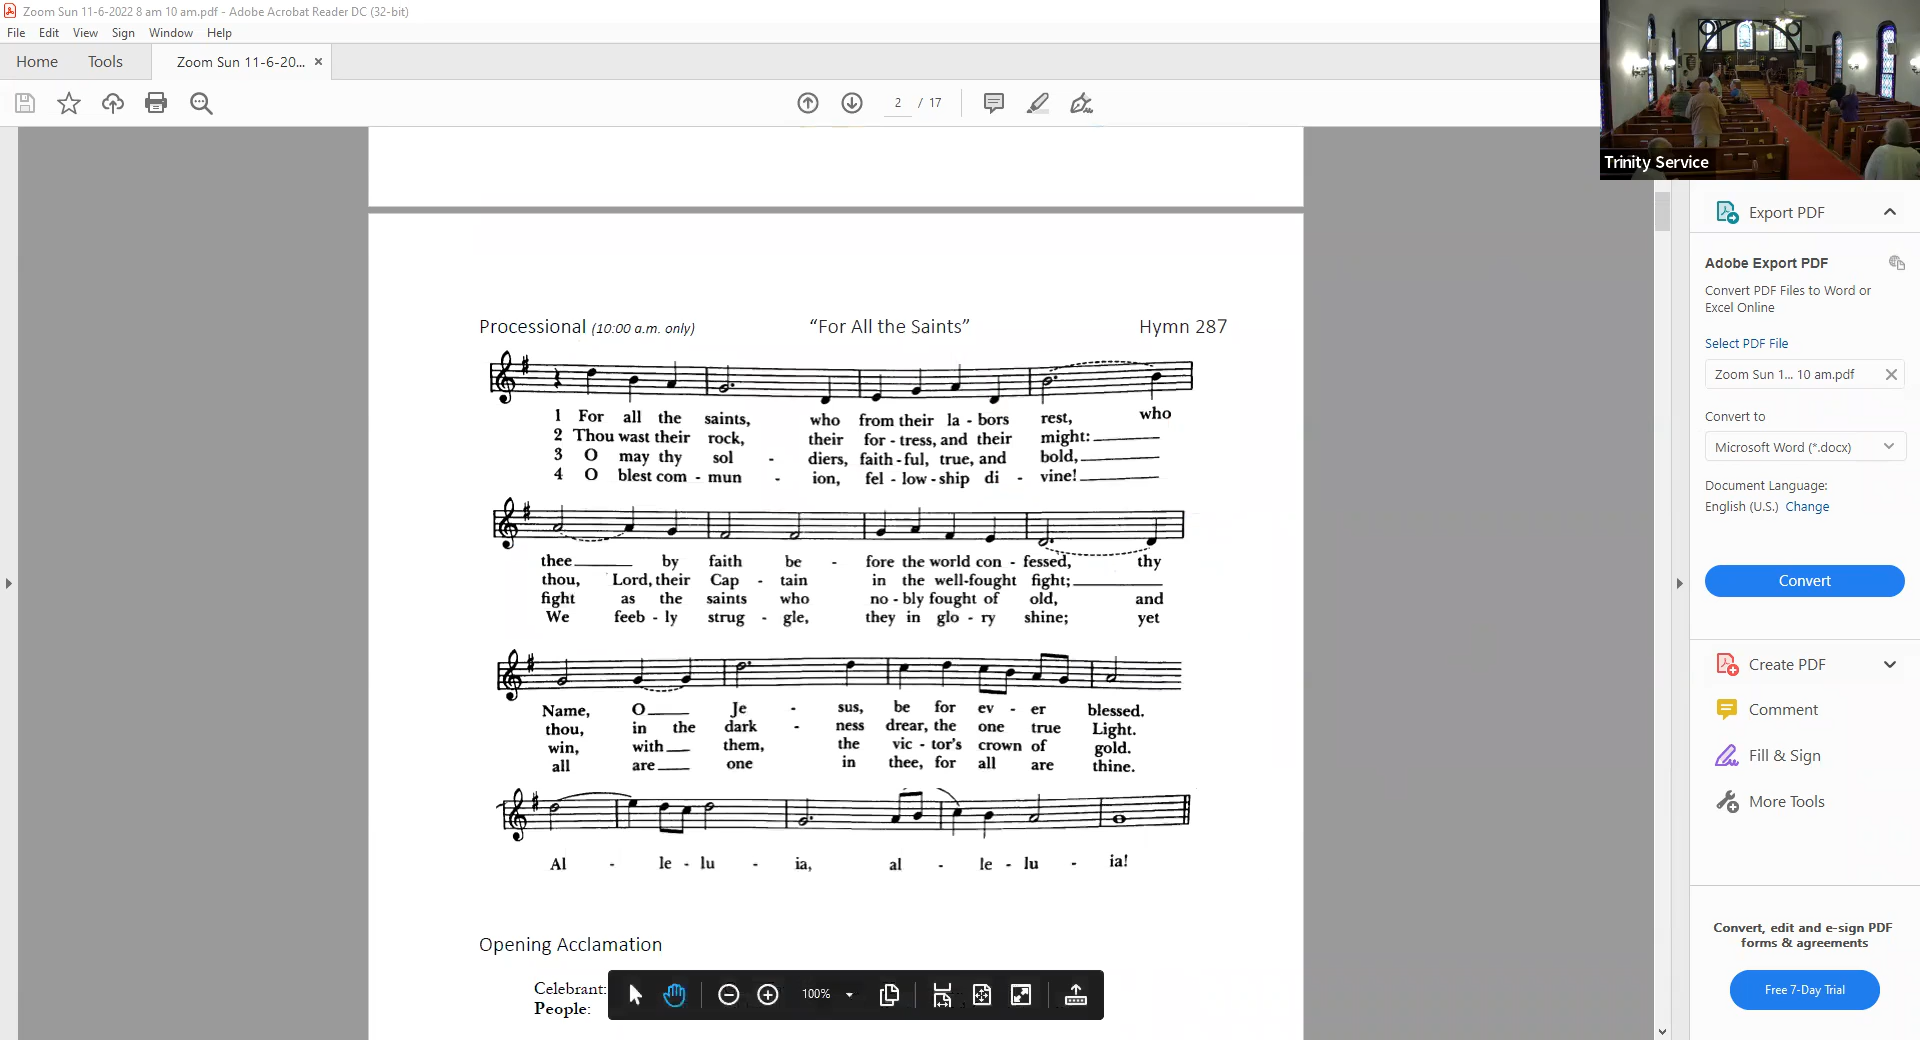 Zoom Sun 11-6-2022 8 am 10 am.pdf - Adobe Acrobat Reader DC (32-bit)
File Edit View Sign Window Help
Home Tools Zoom Sun 11-6-20... ×
2 / 17
Trinity Service
Processional (10:00 a.m. only) “For All the Saints” Hymn 287
1 For all the saints, who from their la - bors rest, who
2 Thou wast their rock, their for - tress, and their might:
3 O may thy sol - diers, faith - ful, true, and bold,
4 O blest com - mun - ion, fel - low - ship di - vine!
thee by faith be - fore the world con - fessed, thy
thou, Lord, their Cap - tain in the well-fought fight;
fight as the saints who no - bly fought of old, and
We feeb - ly strug - gle, they in glo - ry shine; yet
Name, O Je - sus, be for ev - er blessed.
thou, in the dark - ness drear, the one true Light.
win, with them, the vic - tor's crown of gold.
all are one in thee, for all are thine.
Al - le - lu - ia, al - le - lu - ia!
Opening Acclamation
Celebrant:
People:
100%
Export PDF
Adobe Export PDF
Convert PDF Files to Word or
Excel Online
Select PDF File
Zoom Sun 1... 10 am.pdf
Convert to
Microsoft Word (*.docx)
Document Language:
English (U.S.) Change
Convert
Create PDF
Comment
Fill & Sign
More Tools
Convert, edit and e-sign PDF
forms & agreements
Free 7-Day Trial